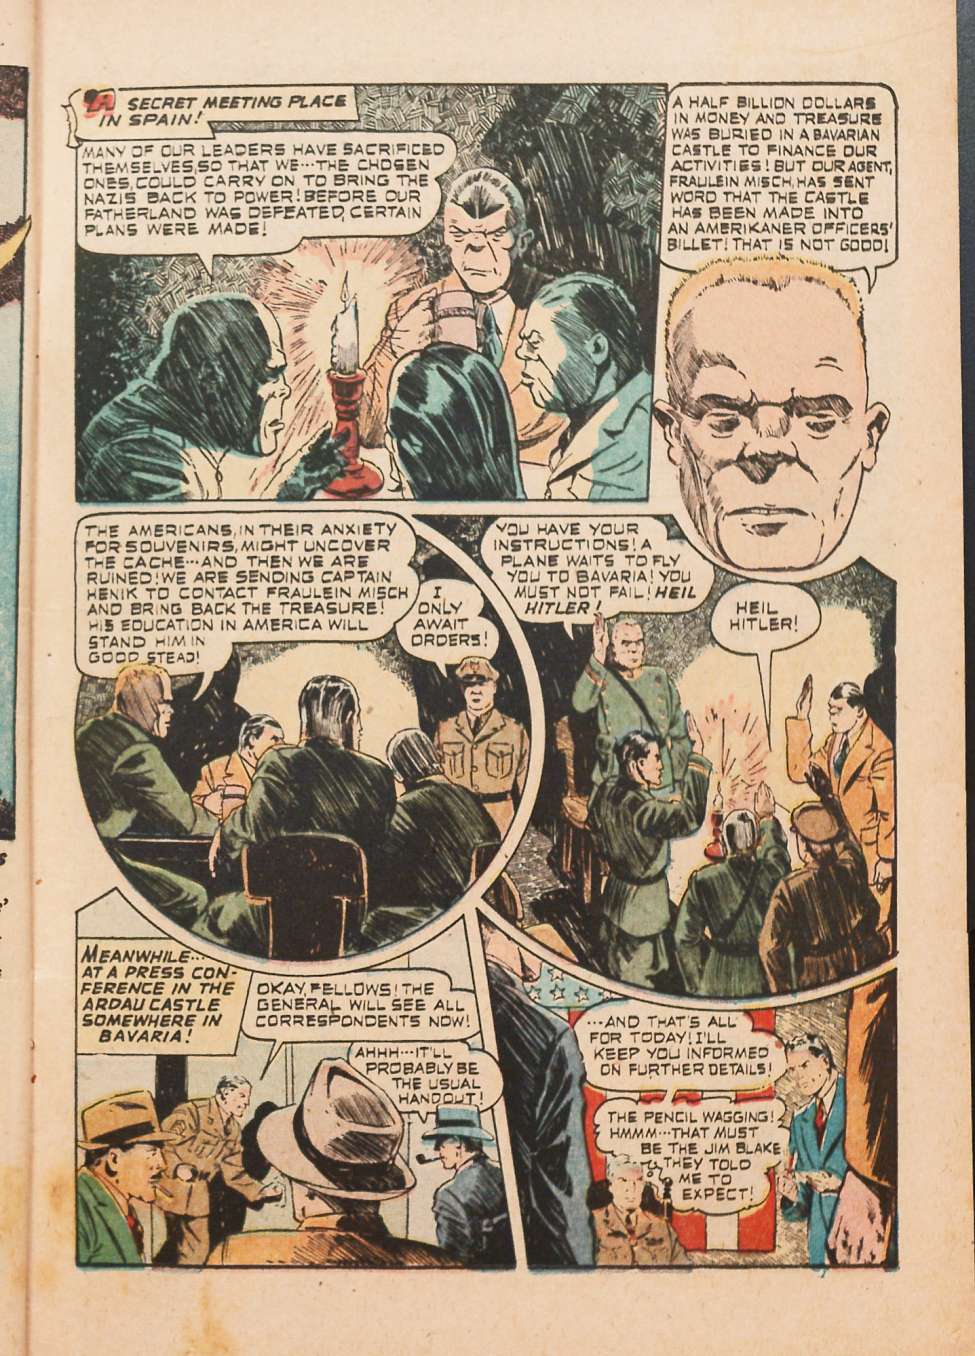 A SECRET MEETING PLACE
IN SPAIN!
MANY OF OUR LEADERS HAVE SACRIFICED
THEMSELVES, SO THAT WE---THE CHOSEN
ONES, COULD CARRY ON TO BRING THE
NAZIS BACK TO POWER! BEFORE OUR
FATHERLAND WAS DEFEATED, CERTAIN
PLANS WERE MADE!
A HALF BILLION DOLLARS
IN MONEY AND TREASURE
WAS BURIED IN A BAVARIAN
CASTLE TO FINANCE OUR
ACTIVITIES! BUT OUR AGENT,
FRAULEIN MISCH, HAS SENT
WORD THAT THE CASTLE
HAS BEEN MADE INTO
AN AMERIKANER OFFICERS'
BILLET! THAT IS NOT GOOD!
THE AMERICANS, IN THEIR ANXIETY
FOR SOUVENIRS, MIGHT UNCOVER
THE CACHE---AND THEN WE ARE
RUINED! WE ARE SENDING CAPTAIN
HENIK TO CONTACT FRAULEIN MISCH
AND BRING BACK THE TREASURE!
HIS EDUCATION IN AMERICA WILL
STAND HIM IN
GOOD STEAD!
I
ONLY
AWAIT
ORDERS!
YOU HAVE YOUR
INSTRUCTIONS! A
PLANE WAITS TO FLY
YOU TO BAVARIA! YOU
MUST NOT FAIL! HEIL
HITLER!
HEIL
HITLER!
MEANWHILE---
AT A PRESS CON-
FERENCE IN THE
ARDAU CASTLE
SOMEWHERE IN
BAVARIA!
OKAY, FELLOWS! THE
GENERAL WILL SEE ALL
CORRESPONDENTS NOW!
AHHH---IT'LL
PROBABLY BE
THE USUAL
HANDOUT!
---AND THAT'S ALL
FOR TODAY! I'LL
KEEP YOU INFORMED
ON FURTHER DETAILS!
THE PENCIL WAGGING!
HMMM---THAT MUST
BE THE JIM BLAKE
THEY TOLD
ME TO
EXPECT!